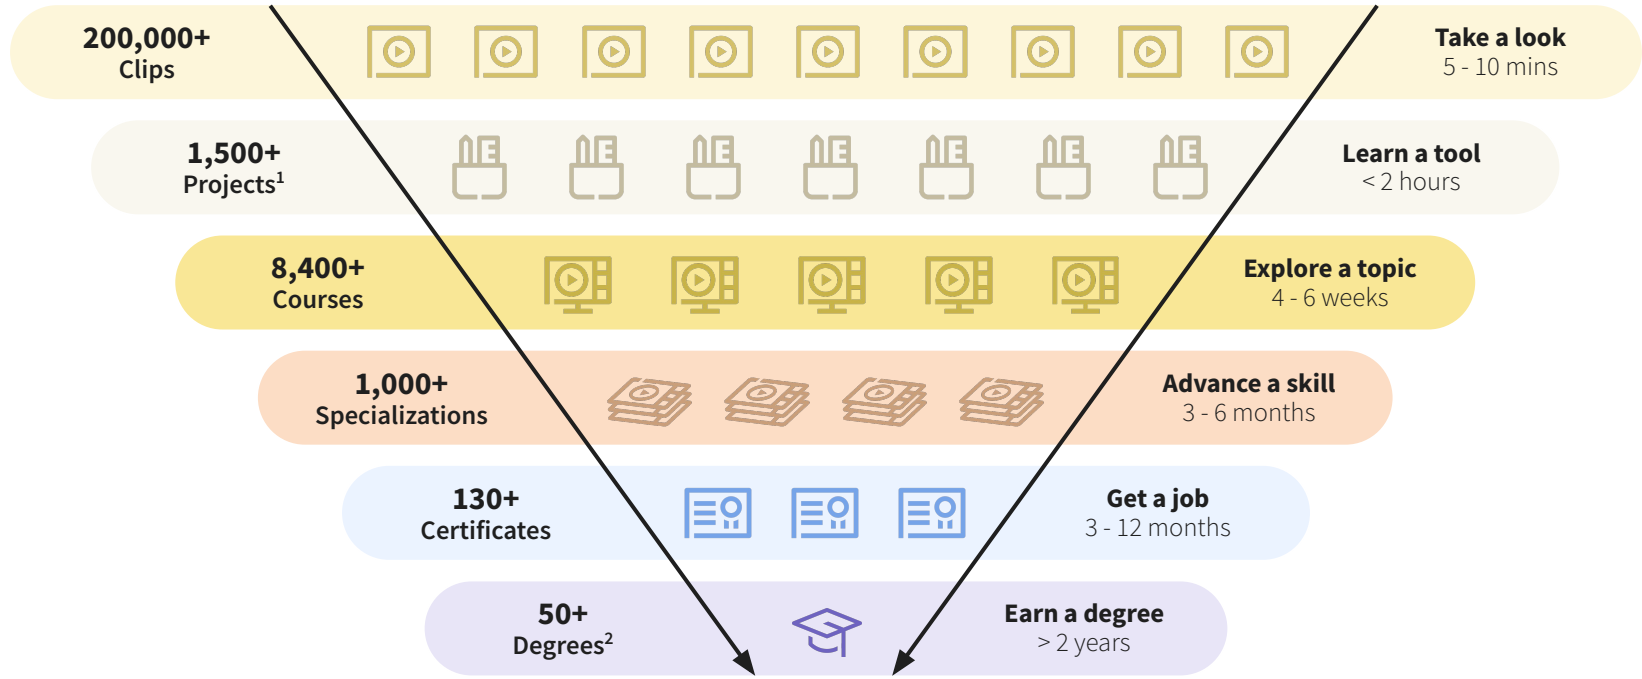 200,000+
Clips
Take a look
5 - 10 mins
1,500+
Projects¹
Learn a tool
< 2 hours
8,400+
Courses
Explore a topic
4 - 6 weeks
1,000+
Specializations
Advance a skill
3 - 6 months
130+
Certificates
Get a job
3 - 12 months
50+
Degrees²
Earn a degree
> 2 years